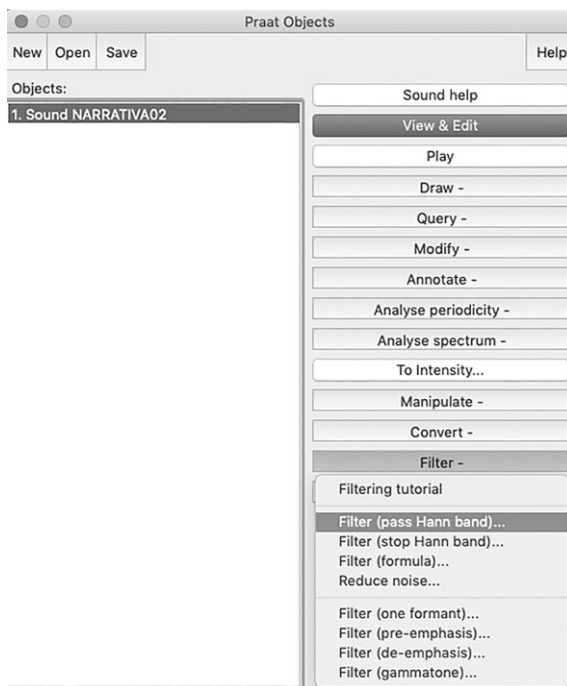 Praat Objects
New Open Save Help
Objects:
1. Sound NARRATIVA02
Sound help
View & Edit
Play
Draw -
Query -
Modify -
Annotate -
Analyse periodicity -
Analyse spectrum -
To Intensity...
Manipulate -
Convert -
Filter -
Filtering tutorial
Filter (pass Hann band)...
Filter (stop Hann band)...
Filter (formula)...
Reduce noise...
Filter (one formant)...
Filter (pre-emphasis)...
Filter (de-emphasis)...
Filter (gammatone)...